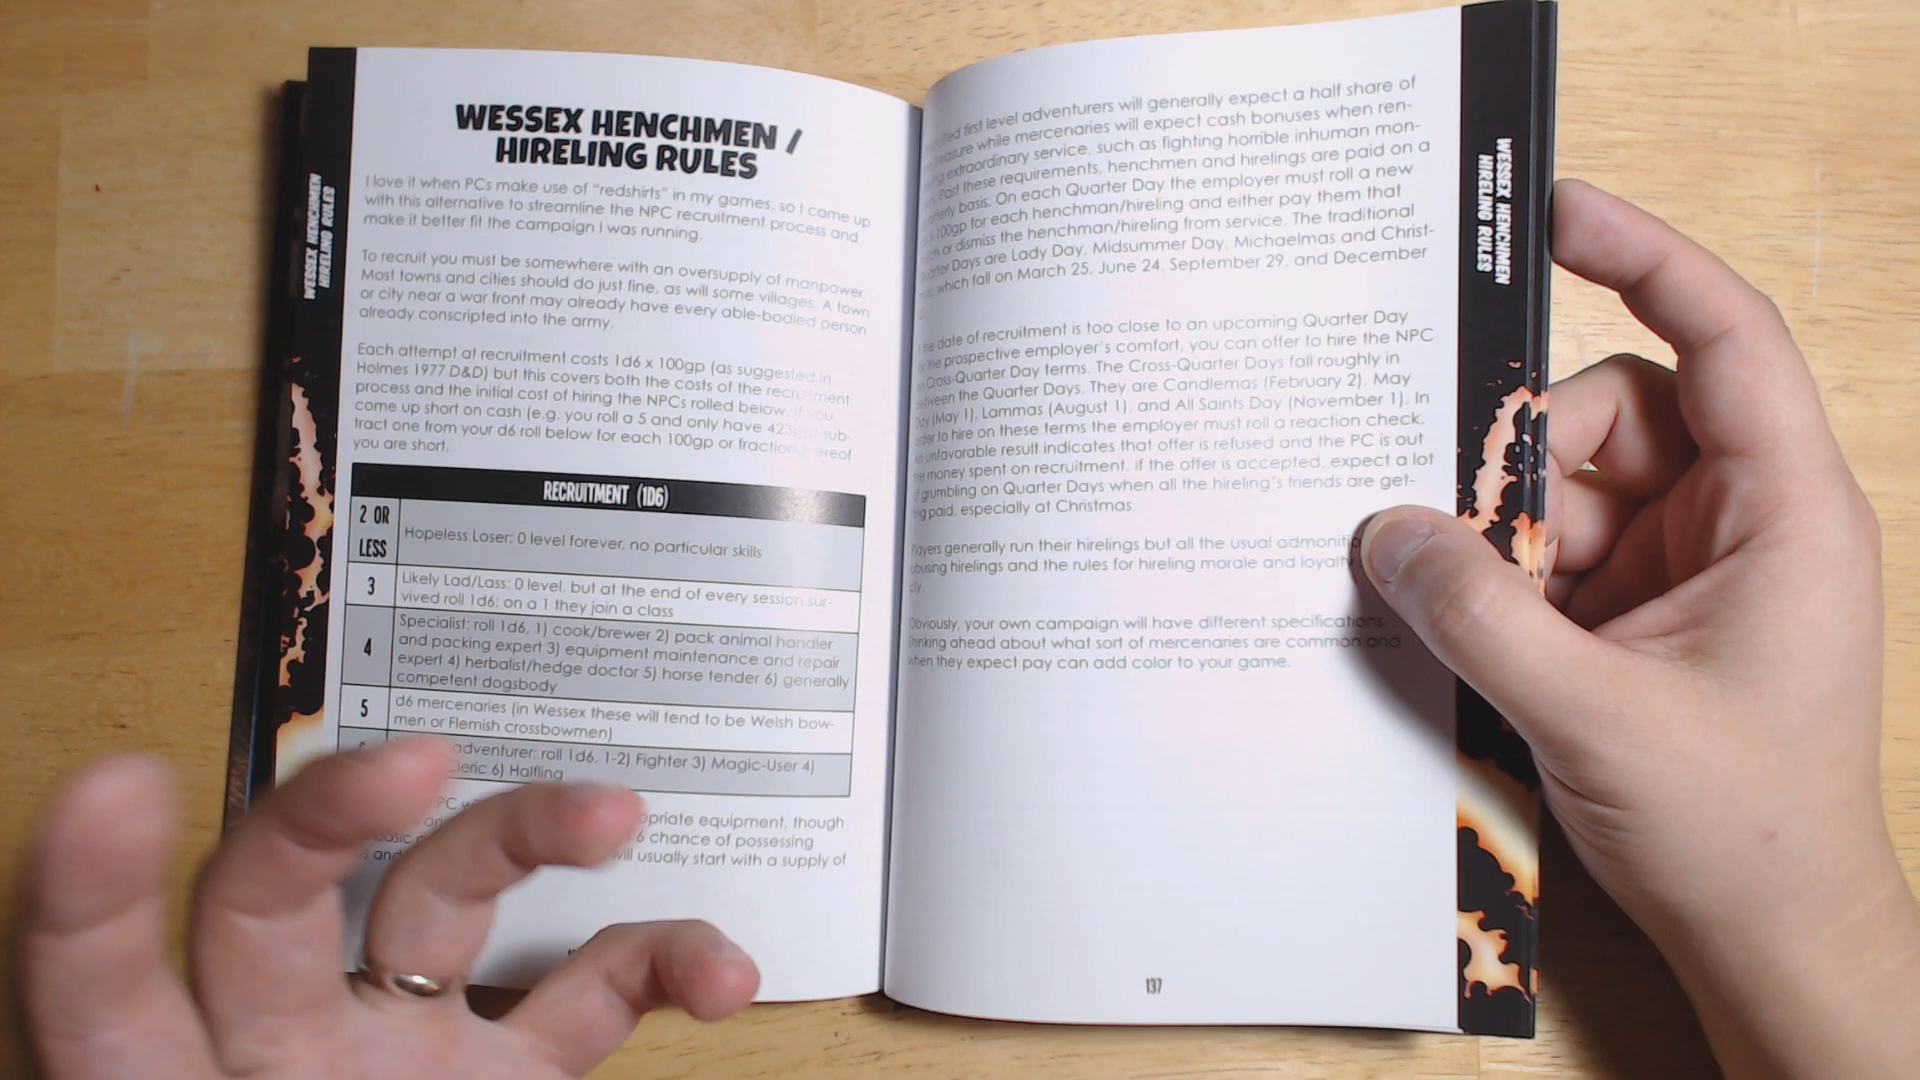 WESSEX HENCHMEN
HIRELING RULES
WESSEX HENCHMEN /
HIRELING RULES
I love it when PCs make use of "redshirts" in my games, so I came up
with this alternative to streamline the NPC recruitment process and
make it better fit the campaign I was running.
To recruit you must be somewhere with an oversupply of manpower.
Most towns and cities should do just fine, as will some villages. A town
or city near a war front may already have every able-bodied person
already conscripted into the army.
Each attempt at recruitment costs 1d6 x 100gp (as suggested in
Holmes 1977 D&D) but this covers both the costs of the recruitment
process and the initial cost of hiring the NPCs rolled below. If you
come up short on cash (e.g. you roll a 5 and only have 423gp) sub-
tract one from your d6 roll below for each 100gp or fraction thereof
you are short.
RECRUITMENT (1D6)
2 OR
LESS
Hopeless Loser: 0 level forever, no particular skills
3
Likely Lad/Lass: 0 level, but at the end of every session sur-
vived roll 1d6; on a 1 they join a class
4
Specialist: roll 1d6, 1) cook/brewer 2) pack animal handler
and packing expert 3) equipment maintenance and repair
expert 4) herbalist/hedge doctor 5) horse tender 6) generally
competent dogsbody
5
d6 mercenaries (in Wessex these will tend to be Welsh bow-
men or Flemish crossbowmen)
adventurer: roll 1d6, 1-2) Fighter 3) Magic-User 4)
6) Halfling
PC
equipment, though
6 chance of possessing
will usually start with a supply of
first level adventurers will generally expect a half share of
while mercenaries will expect cash bonuses when ren-
extraordinary service, such as fighting horrible inhuman mon-
Past these requirements, henchmen and hirelings are paid on a
basis. On each Quarter Day the employer must roll a new
100gp for each henchman/hireling and either pay them that
or dismiss the henchman/hireling from service. The traditional
Days are Lady Day, Midsummer Day, Michaelmas and Christ-
which fall on March 25, June 24, September 29, and December
date of recruitment is too close to an upcoming Quarter Day
the prospective employer's comfort, you can offer to hire the NPC
Cross-Quarter Day terms. The Cross-Quarter Days fall roughly in
between the Quarter Days. They are Candlemas (February 2), May
Day (May 1), Lammas (August 1), and All Saints Day (November 1). In
order to hire on these terms the employer must roll a reaction check.
An unfavorable result indicates that offer is refused and the PC is out
the money spent on recruitment. If the offer is accepted, expect a lot
of grumbling on Quarter Days when all the hireling's friends are get-
ting paid, especially at Christmas.
Players generally run their hirelings but all the usual
abusing hirelings and the rules for hireling morale and loyalty
Obviously, your own campaign will have different specifications.
Thinking ahead about what sort of mercenaries are common and
when they expect pay can add color to your game.
137
WESSEX HENCHMEN
HIRELING RULES